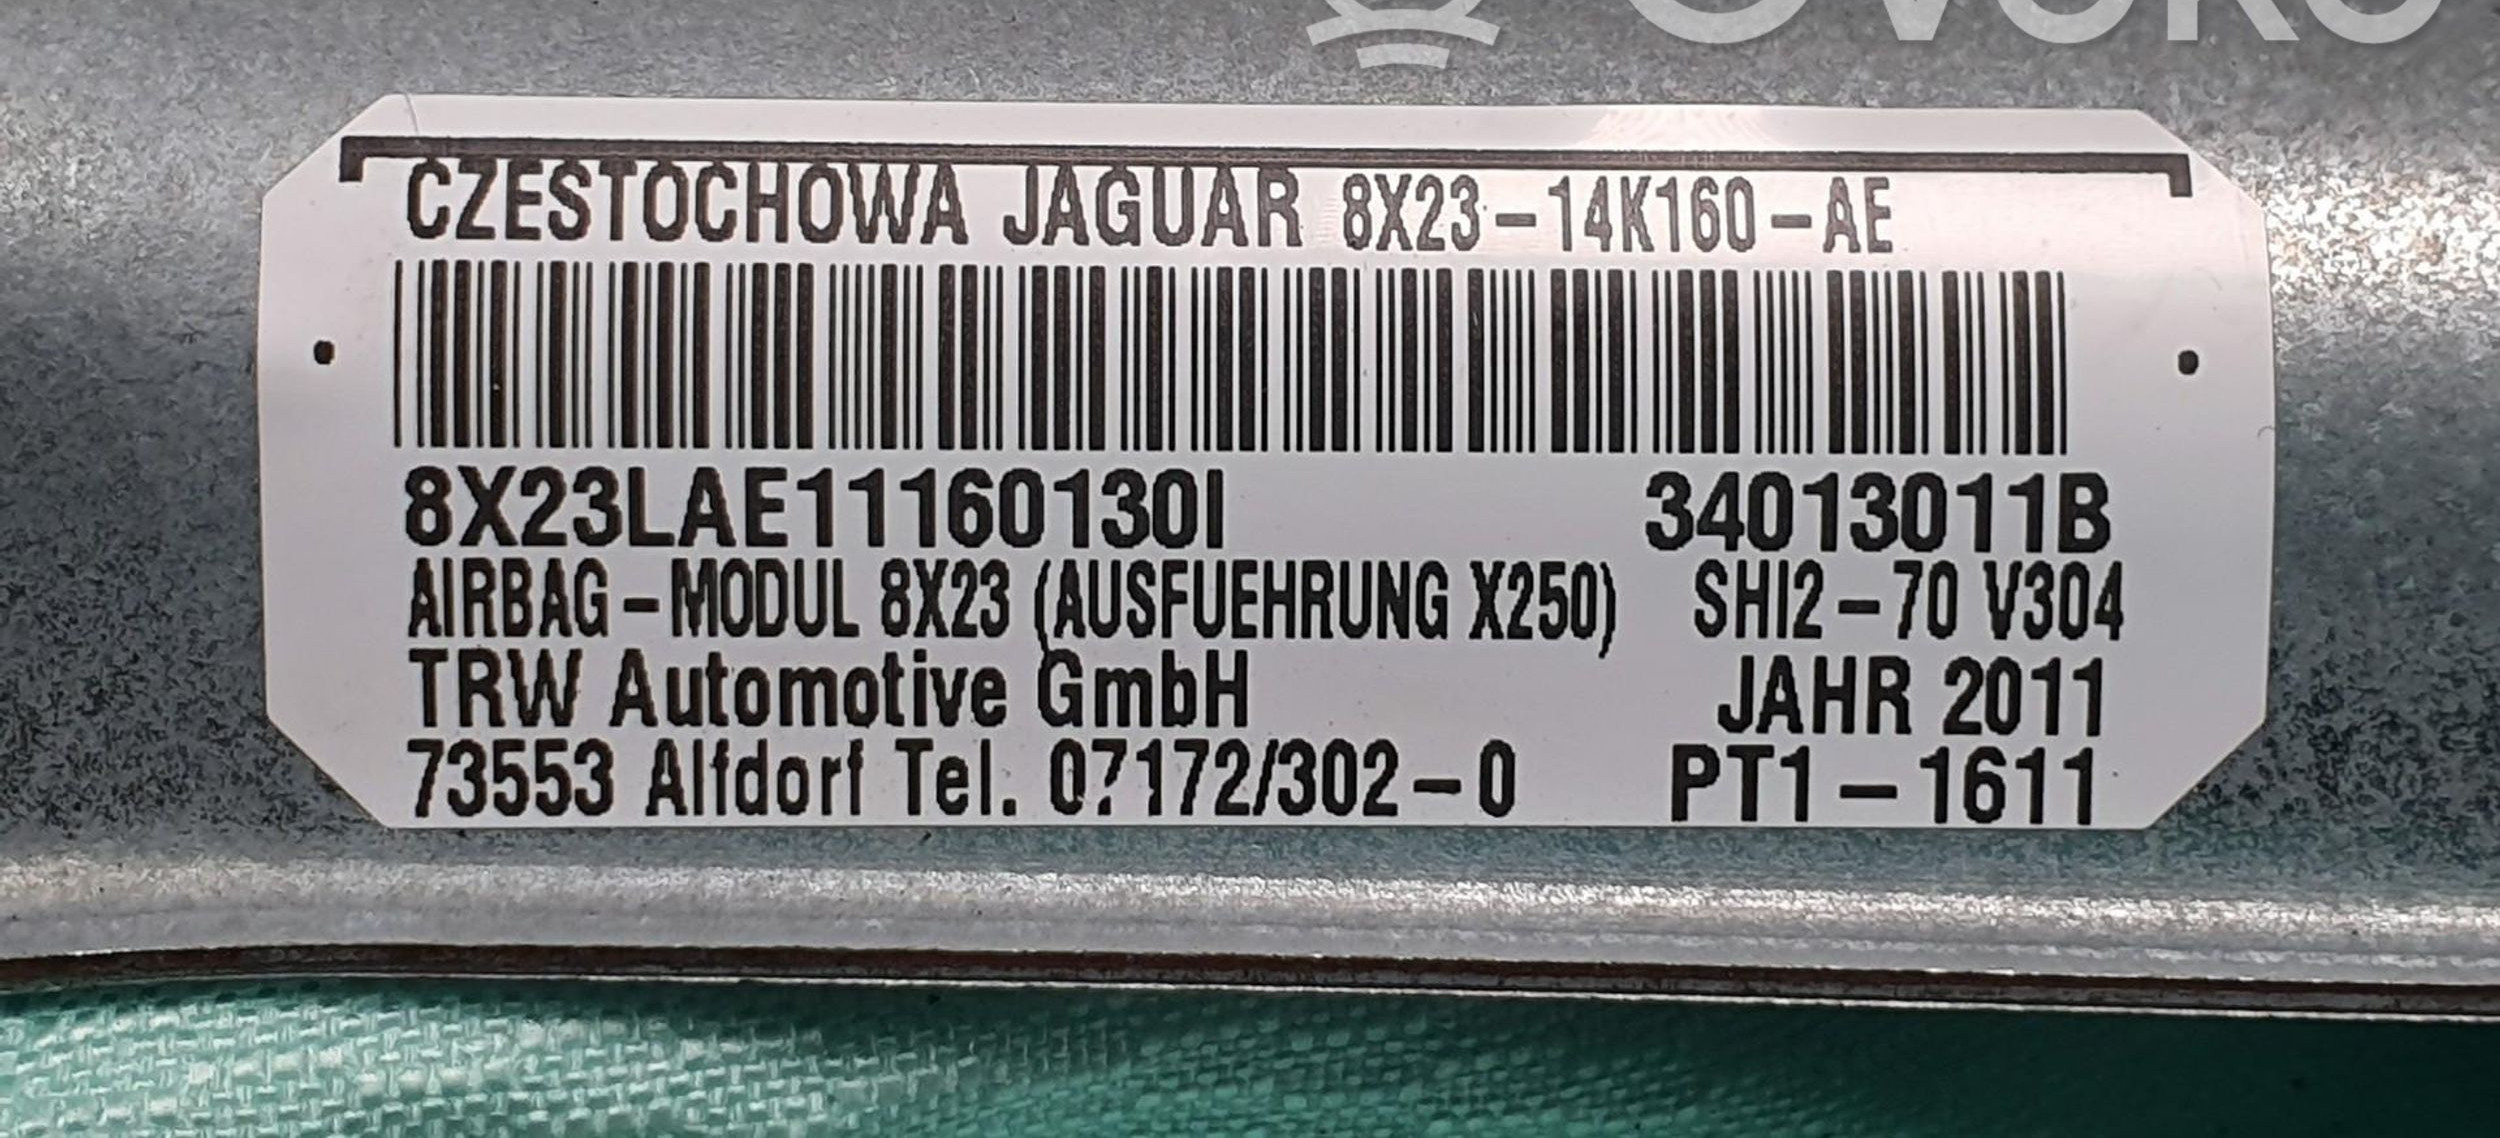 CZESTOCHOWA JAGUAR 8X23-14K160-AE
8X23LAE11160130I 34013011B
AIRBAG-MODUL 8X23 (AUSFUEHRUNG X250) SHI2-70 V304
TRW Automotive GmbH JAHR 2011
73553 Alfdorf Tel. 07172/302-0 PT1-1611